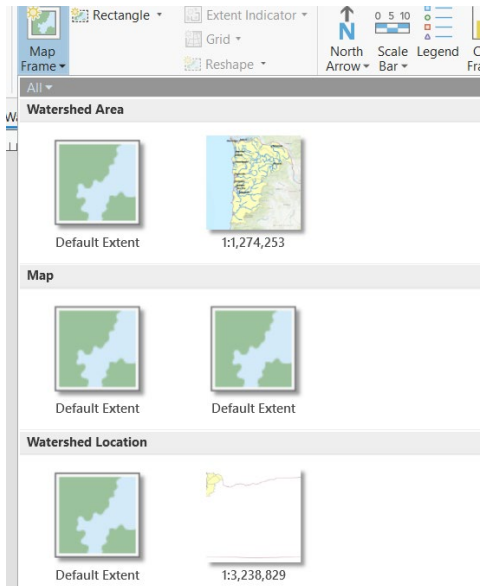 Rectangle
Extent Indicator
0 5 10
Grid
Map
Frame
Reshape
North
Arrow
Scale
Bar
Legend
All
Watershed Area
Default Extent
1:1,274,253
Map
Default Extent
Default Extent
Watershed Location
Default Extent
1:3,238,829